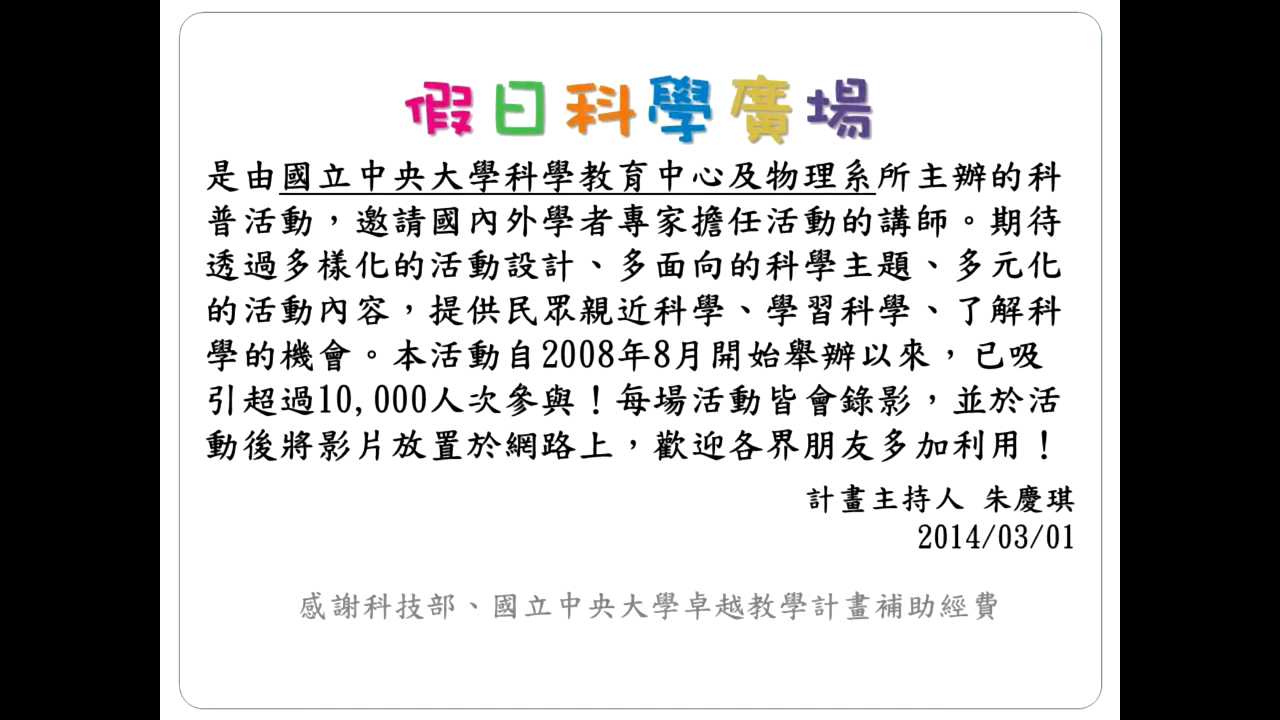 假日科學廣場
是由國立中央大學科學教育中心及物理系所主辦的科
普活動，邀請國內外學者專家擔任活動的講師。期待
透過多樣化的活動設計、多面向的科學主題、多元化
的活動內容，提供民眾親近科學、學習科學、了解科
學的機會。本活動自2008年8月開始舉辦以來，已吸
引超過10,000人次參與！每場活動皆會錄影，並於活
動後將影片放置於網路上，歡迎各界朋友多加利用！
計畫主持人 朱慶琪
2014/03/01
感謝科技部、國立中央大學卓越教學計畫補助經費